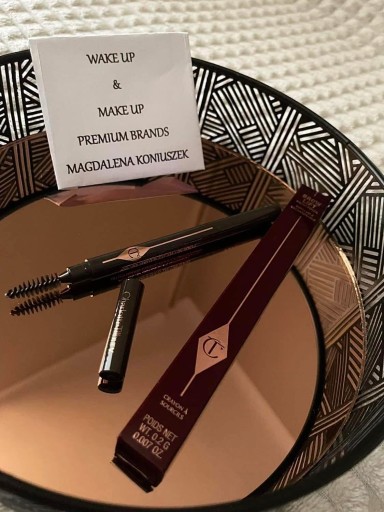 WAKE UP
&
MAKE UP
PREMIUM BRANDS
MAGDALENA KONIUSZEK
CRAYON À
SOURCILS
POIDS NET
WT. 0.2 G
0.007 OZ.